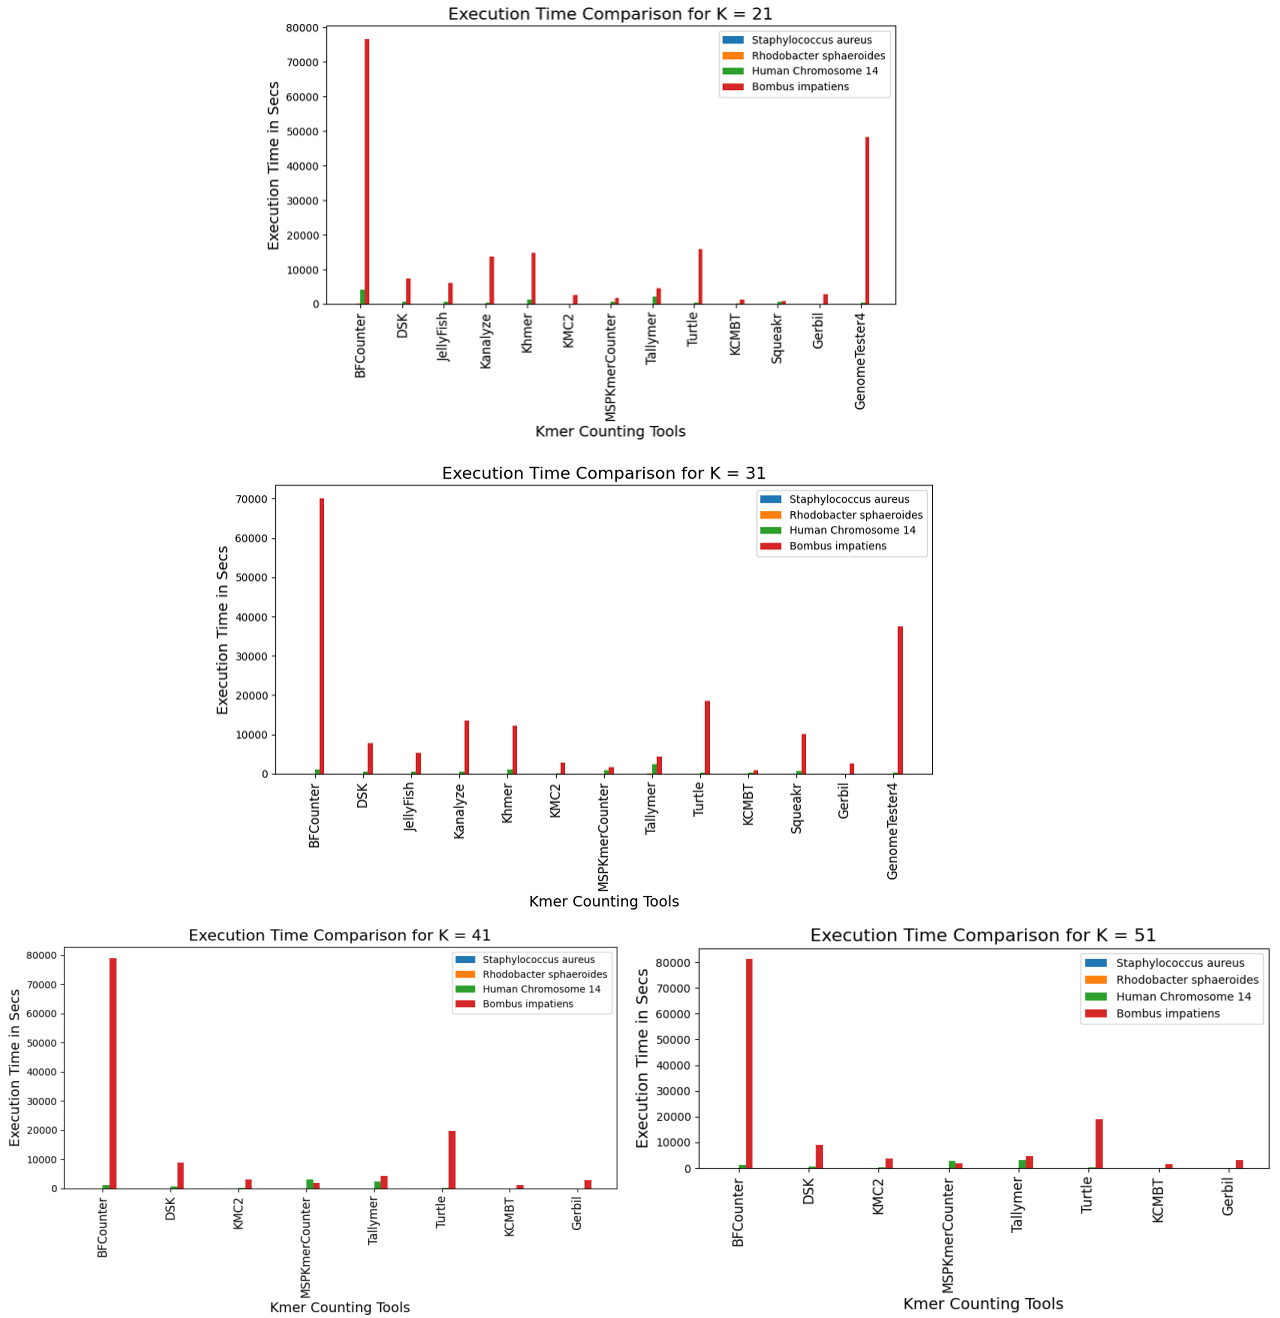 Execution Time Comparison for K = 21
Execution Time in Secs
80000
70000
60000
50000
40000
30000
20000
10000
0
Staphylococcus aureus
Rhodobacter sphaeroides
Human Chromosome 14
Bombus impatiens
BFCounter
DSK
JellyFish
Kanalyze
Khmer
KMC2
MSPKmerCounter
Tallymer
Turtle
KCMBT
Squeakr
Gerbil
GenomeTester4
Kmer Counting Tools
Execution Time Comparison for K = 31
Execution Time in Secs
70000
60000
50000
40000
30000
20000
10000
0
Staphylococcus aureus
Rhodobacter sphaeroides
Human Chromosome 14
Bombus impatiens
BFCounter
DSK
JellyFish
Kanalyze
Khmer
KMC2
MSPKmerCounter
Tallymer
Turtle
KCMBT
Squeakr
Gerbil
GenomeTester4
Kmer Counting Tools
Execution Time Comparison for K = 41
Execution Time in Secs
80000
70000
60000
50000
40000
30000
20000
10000
0
Staphylococcus aureus
Rhodobacter sphaeroides
Human Chromosome 14
Bombus impatiens
BFCounter
DSK
KMC2
MSPKmerCounter
Tallymer
Turtle
KCMBT
Gerbil
Kmer Counting Tools
Execution Time Comparison for K = 51
Execution Time in Secs
80000
70000
60000
50000
40000
30000
20000
10000
0
Staphylococcus aureus
Rhodobacter sphaeroides
Human Chromosome 14
Bombus impatiens
BFCounter
DSK
KMC2
MSPKmerCounter
Tallymer
Turtle
KCMBT
Gerbil
Kmer Counting Tools